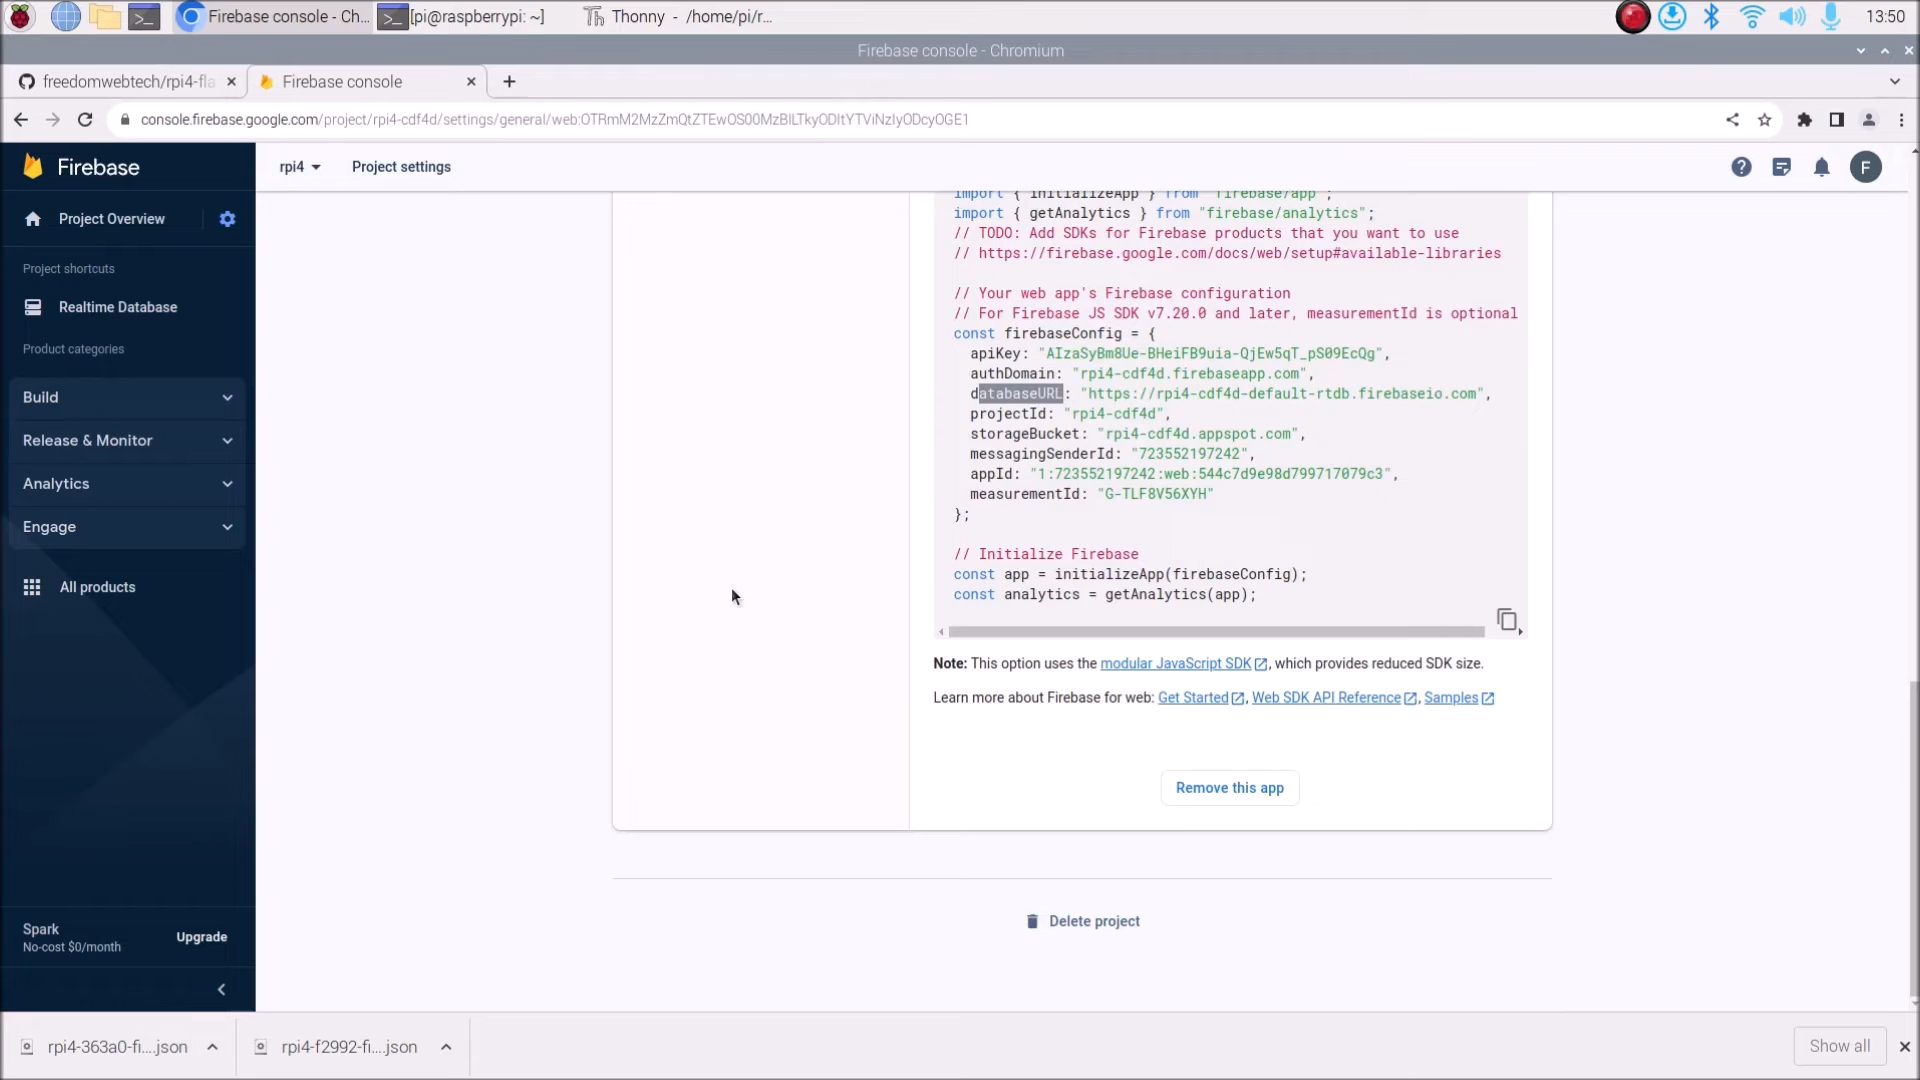 Firebase console - Ch...
[pi@raspberrypi: ~]
Thonny - /home/pi/r...
13:50
Firebase console - Chromium
freedomwebtech/rpi4-fla
Firebase console
console.firebase.google.com/project/rpi4-cdf4d/settings/general/web:OTRmM2MzZmQtZTEwOS00MzBlLTkyODItYTViNzIyODcyOGE1
Firebase
rpi4
Project settings
F
Project Overview
Project shortcuts
Realtime Database
Product categories
Build
Release & Monitor
Analytics
Engage
All products
Spark
No-cost $0/month
Upgrade
import { initializeApp } from "firebase/app";
import { getAnalytics } from "firebase/analytics";
// TODO: Add SDKs for Firebase products that you want to use
// https://firebase.google.com/docs/web/setup#available-libraries
// Your web app's Firebase configuration
// For Firebase JS SDK v7.20.0 and later, measurementId is optional
const firebaseConfig = {
apiKey: "AIzaSyBm8Ue-BHeiFB9uia-QjEw5qT_pS09EcQg",
authDomain: "rpi4-cdf4d.firebaseapp.com",
databaseURL: "https://rpi4-cdf4d-default-rtdb.firebaseio.com",
projectId: "rpi4-cdf4d",
storageBucket: "rpi4-cdf4d.appspot.com",
messagingSenderId: "723552197242",
appId: "1:723552197242:web:544c7d9e98d799717079c3",
measurementId: "G-TLF8V56XYH"
};
// Initialize Firebase
const app = initializeApp(firebaseConfig);
const analytics = getAnalytics(app);
Note: This option uses the modular JavaScript SDK, which provides reduced SDK size.
Learn more about Firebase for web: Get Started, Web SDK API Reference, Samples
Remove this app
Delete project
rpi4-363a0-fi....json
rpi4-f2992-fi....json
Show all